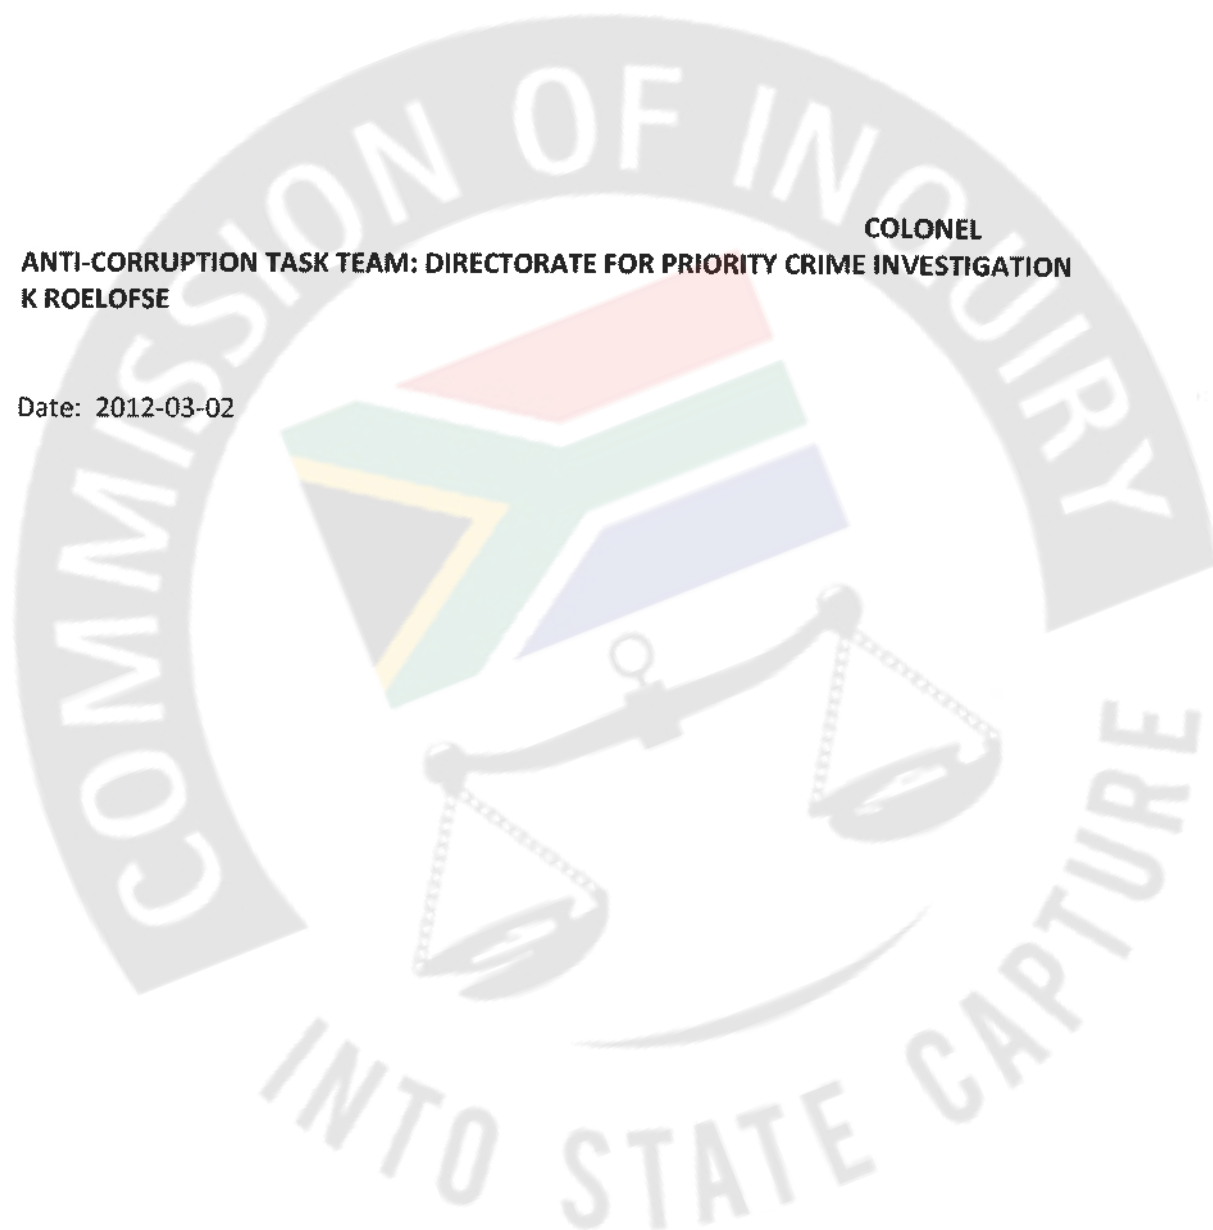 COLONEL
ANTI-CORRUPTION TASK TEAM: DIRECTORATE FOR PRIORITY CRIME INVESTIGATION
K ROELOFSE
Date: 2012-03-02
COMMISSION OF INQUIRY
INTO STATE CAPTURE